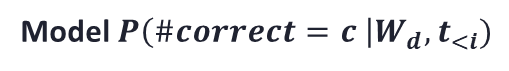 Model P(#correct = c |W_d, t_{<i})